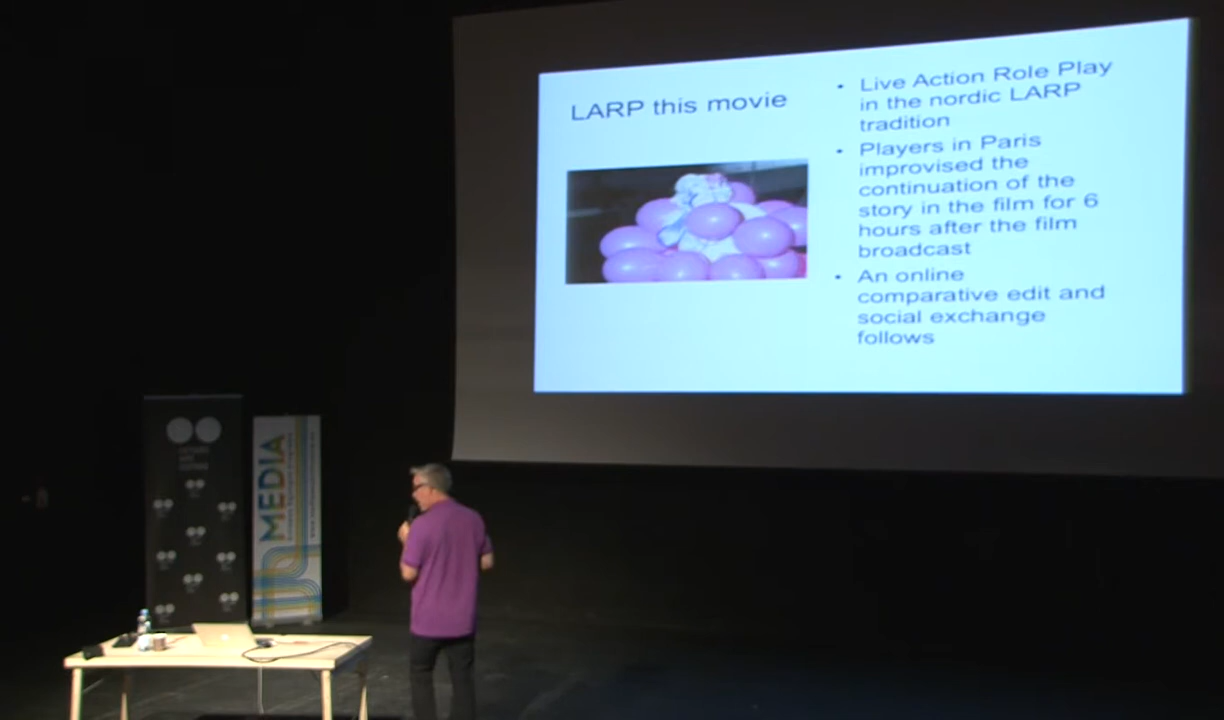 LARP this movie
• Live Action Role Play
in the nordic LARP
tradition
• Players in Paris
improvised the
continuation of the
story in the film for 6
hours after the film
broadcast
• An online
comparative edit and
social exchange
follows
MEDIA